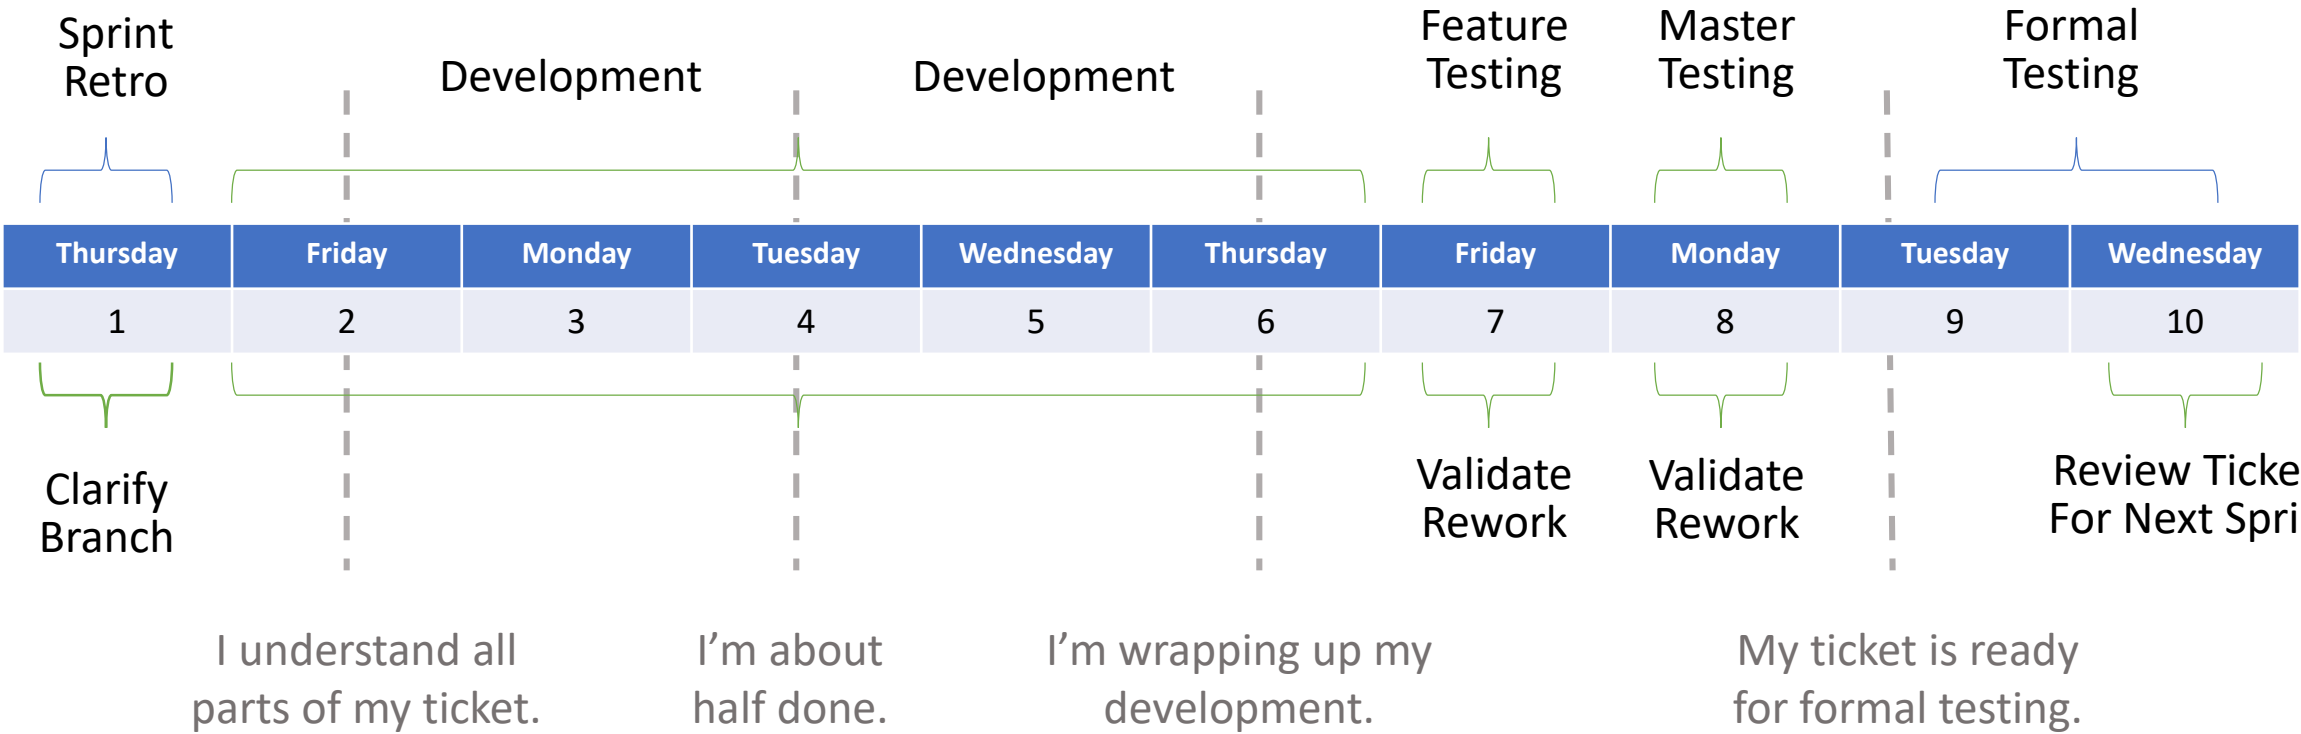 Sprint
Retro
Development
Development
Feature
Testing
Master
Testing
Formal
Testing
Thursday Friday Monday Tuesday Wednesday Thursday Friday Monday Tuesday Wednesday
1 2 3 4 5 6 7 8 9 10
Clarify
Branch
Validate
Rework
Validate
Rework
Review Ticke
For Next Spri
I understand all
parts of my ticket.
I'm about
half done.
I'm wrapping up my
development.
My ticket is ready
for formal testing.